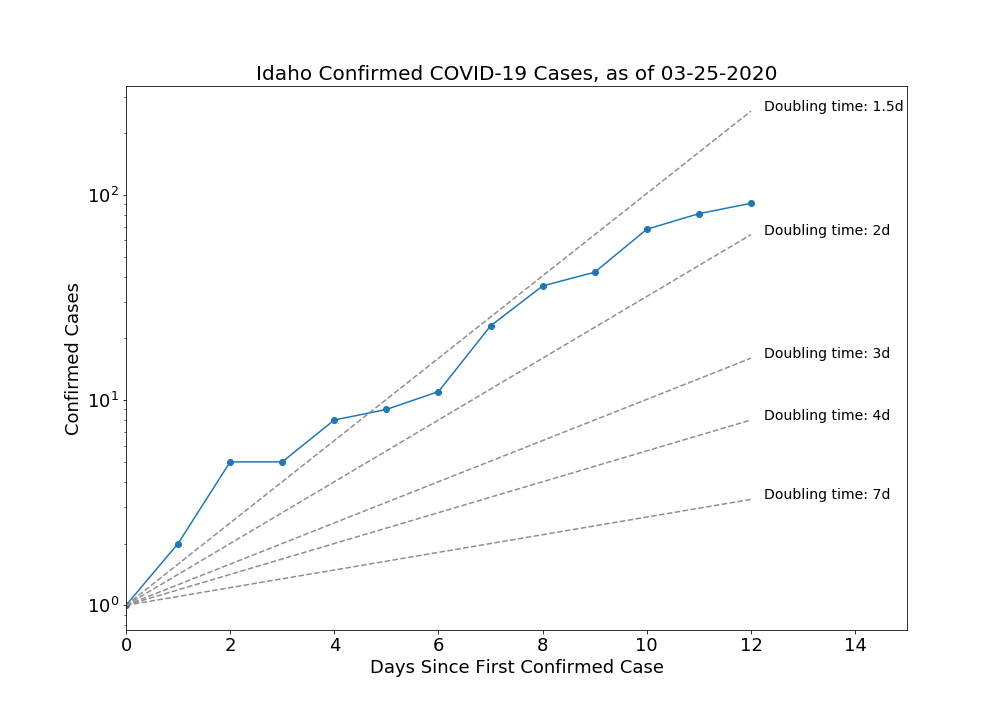 Idaho Confirmed COVID-19 Cases, as of 03-25-2020
Doubling time: 1.5d
10²
Doubling time: 2d
Confirmed Cases
Doubling time: 3d
10¹
Doubling time: 4d
Doubling time: 7d
10⁰
0 2 4 6 8 10 12 14
Days Since First Confirmed Case